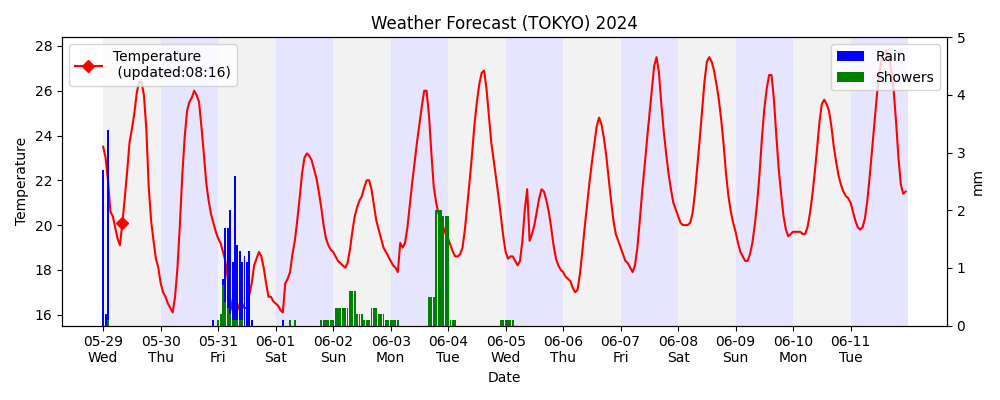 Weather Forecast (TOKYO) 2024
Temperature
(updated:08:16)
Rain
Showers
Temperature
28
26
24
22
20
18
16
5
4
3
2
1
0
mm
05-29 05-30 05-31 06-01 06-02 06-03 06-04 06-05 06-06 06-07 06-08 06-09 06-10 06-11
Wed Thu Fri Sat Sun Mon Tue Wed Thu Fri Sat Sun Mon Tue
Date